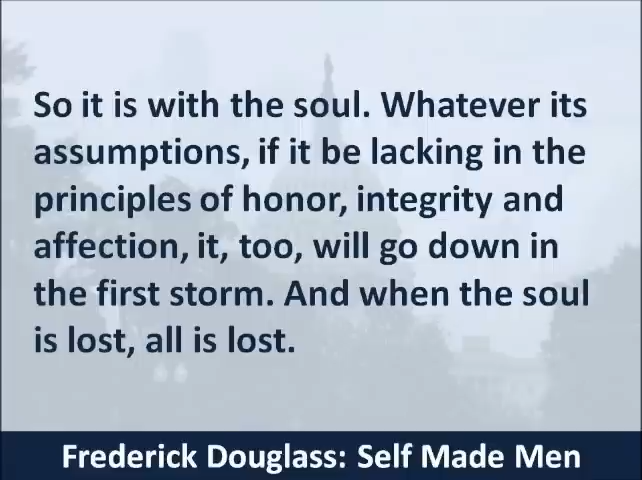 So it is with the soul. Whatever its
assumptions, if it be lacking in the
principles of honor, integrity and
affection, it, too, will go down in
the first storm. And when the soul
is lost, all is lost.
Frederick Douglass: Self Made Men